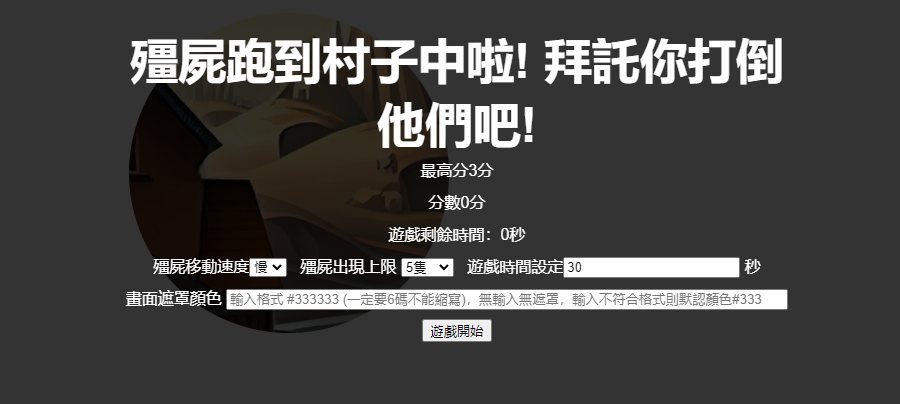 殭屍跑到村子中啦! 拜託你打倒
他們吧!
最高分3分
分數0分
遊戲剩餘時間：0秒
殭屍移動速度 慢 殭屍出現上限 5隻 遊戲時間設定 30 秒
畫面遮罩顏色 輸入格式 #333333 (一定要6碼不能縮寫)，無輸入無遮罩，輸入不符合格式則默認顏色#333
遊戲開始